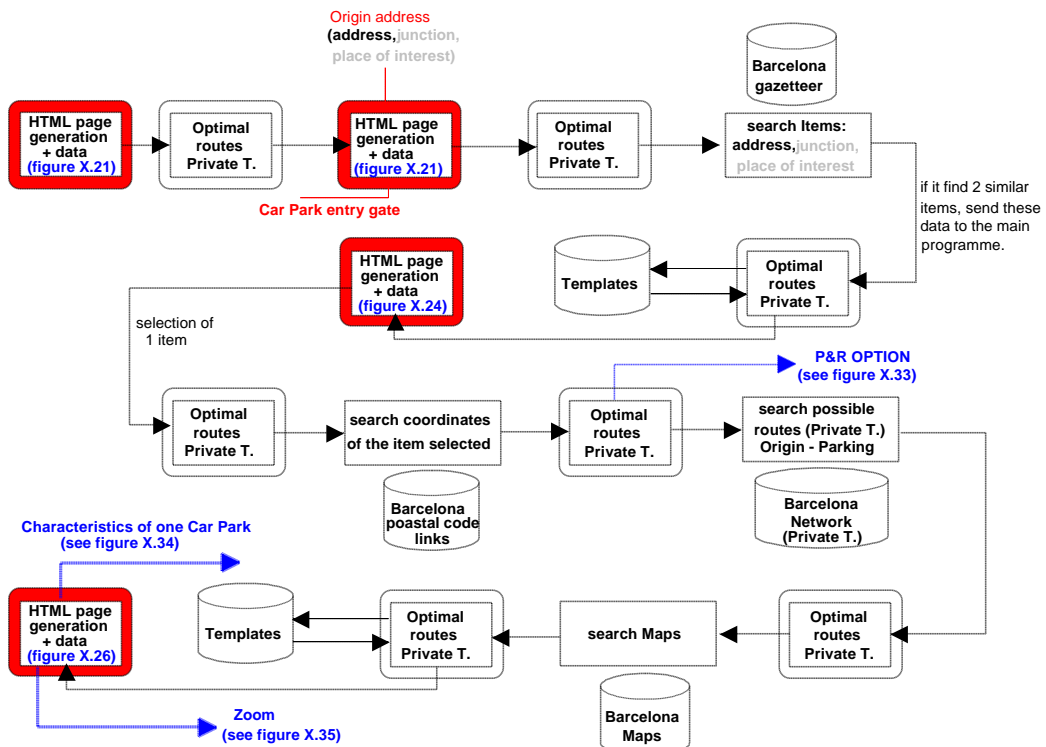 Origin address
(address,junction,
place of interest)
Barcelona
gazetteer
HTML page
generation
+ data
(figure X.21)
Optimal
routes
Private T.
HTML page
generation
+ data
(figure X.21)
Optimal
routes
Private T.
search Items:
address,junction,
place of interest
Car Park entry gate
if it find 2 similar
items, send these
data to the main
programme.
HTML page
generation
+ data
(figure X.24)
Templates
Optimal
routes
Private T.
selection of
1 item
P&R OPTION
(see figure X.33)
Optimal
routes
Private T.
search coordinates
of the item selected
Optimal
routes
Private T.
search possible
routes (Private T.)
Origin - Parking
Barcelona
poastal code
links
Barcelona
Network
(Private T.)
Characteristics of one Car Park
(see figure X.34)
HTML page
generation
+ data
(figure X.26)
Templates
Optimal
routes
Private T.
search Maps
Optimal
routes
Private T.
Barcelona
Maps
Zoom
(see figure X.35)